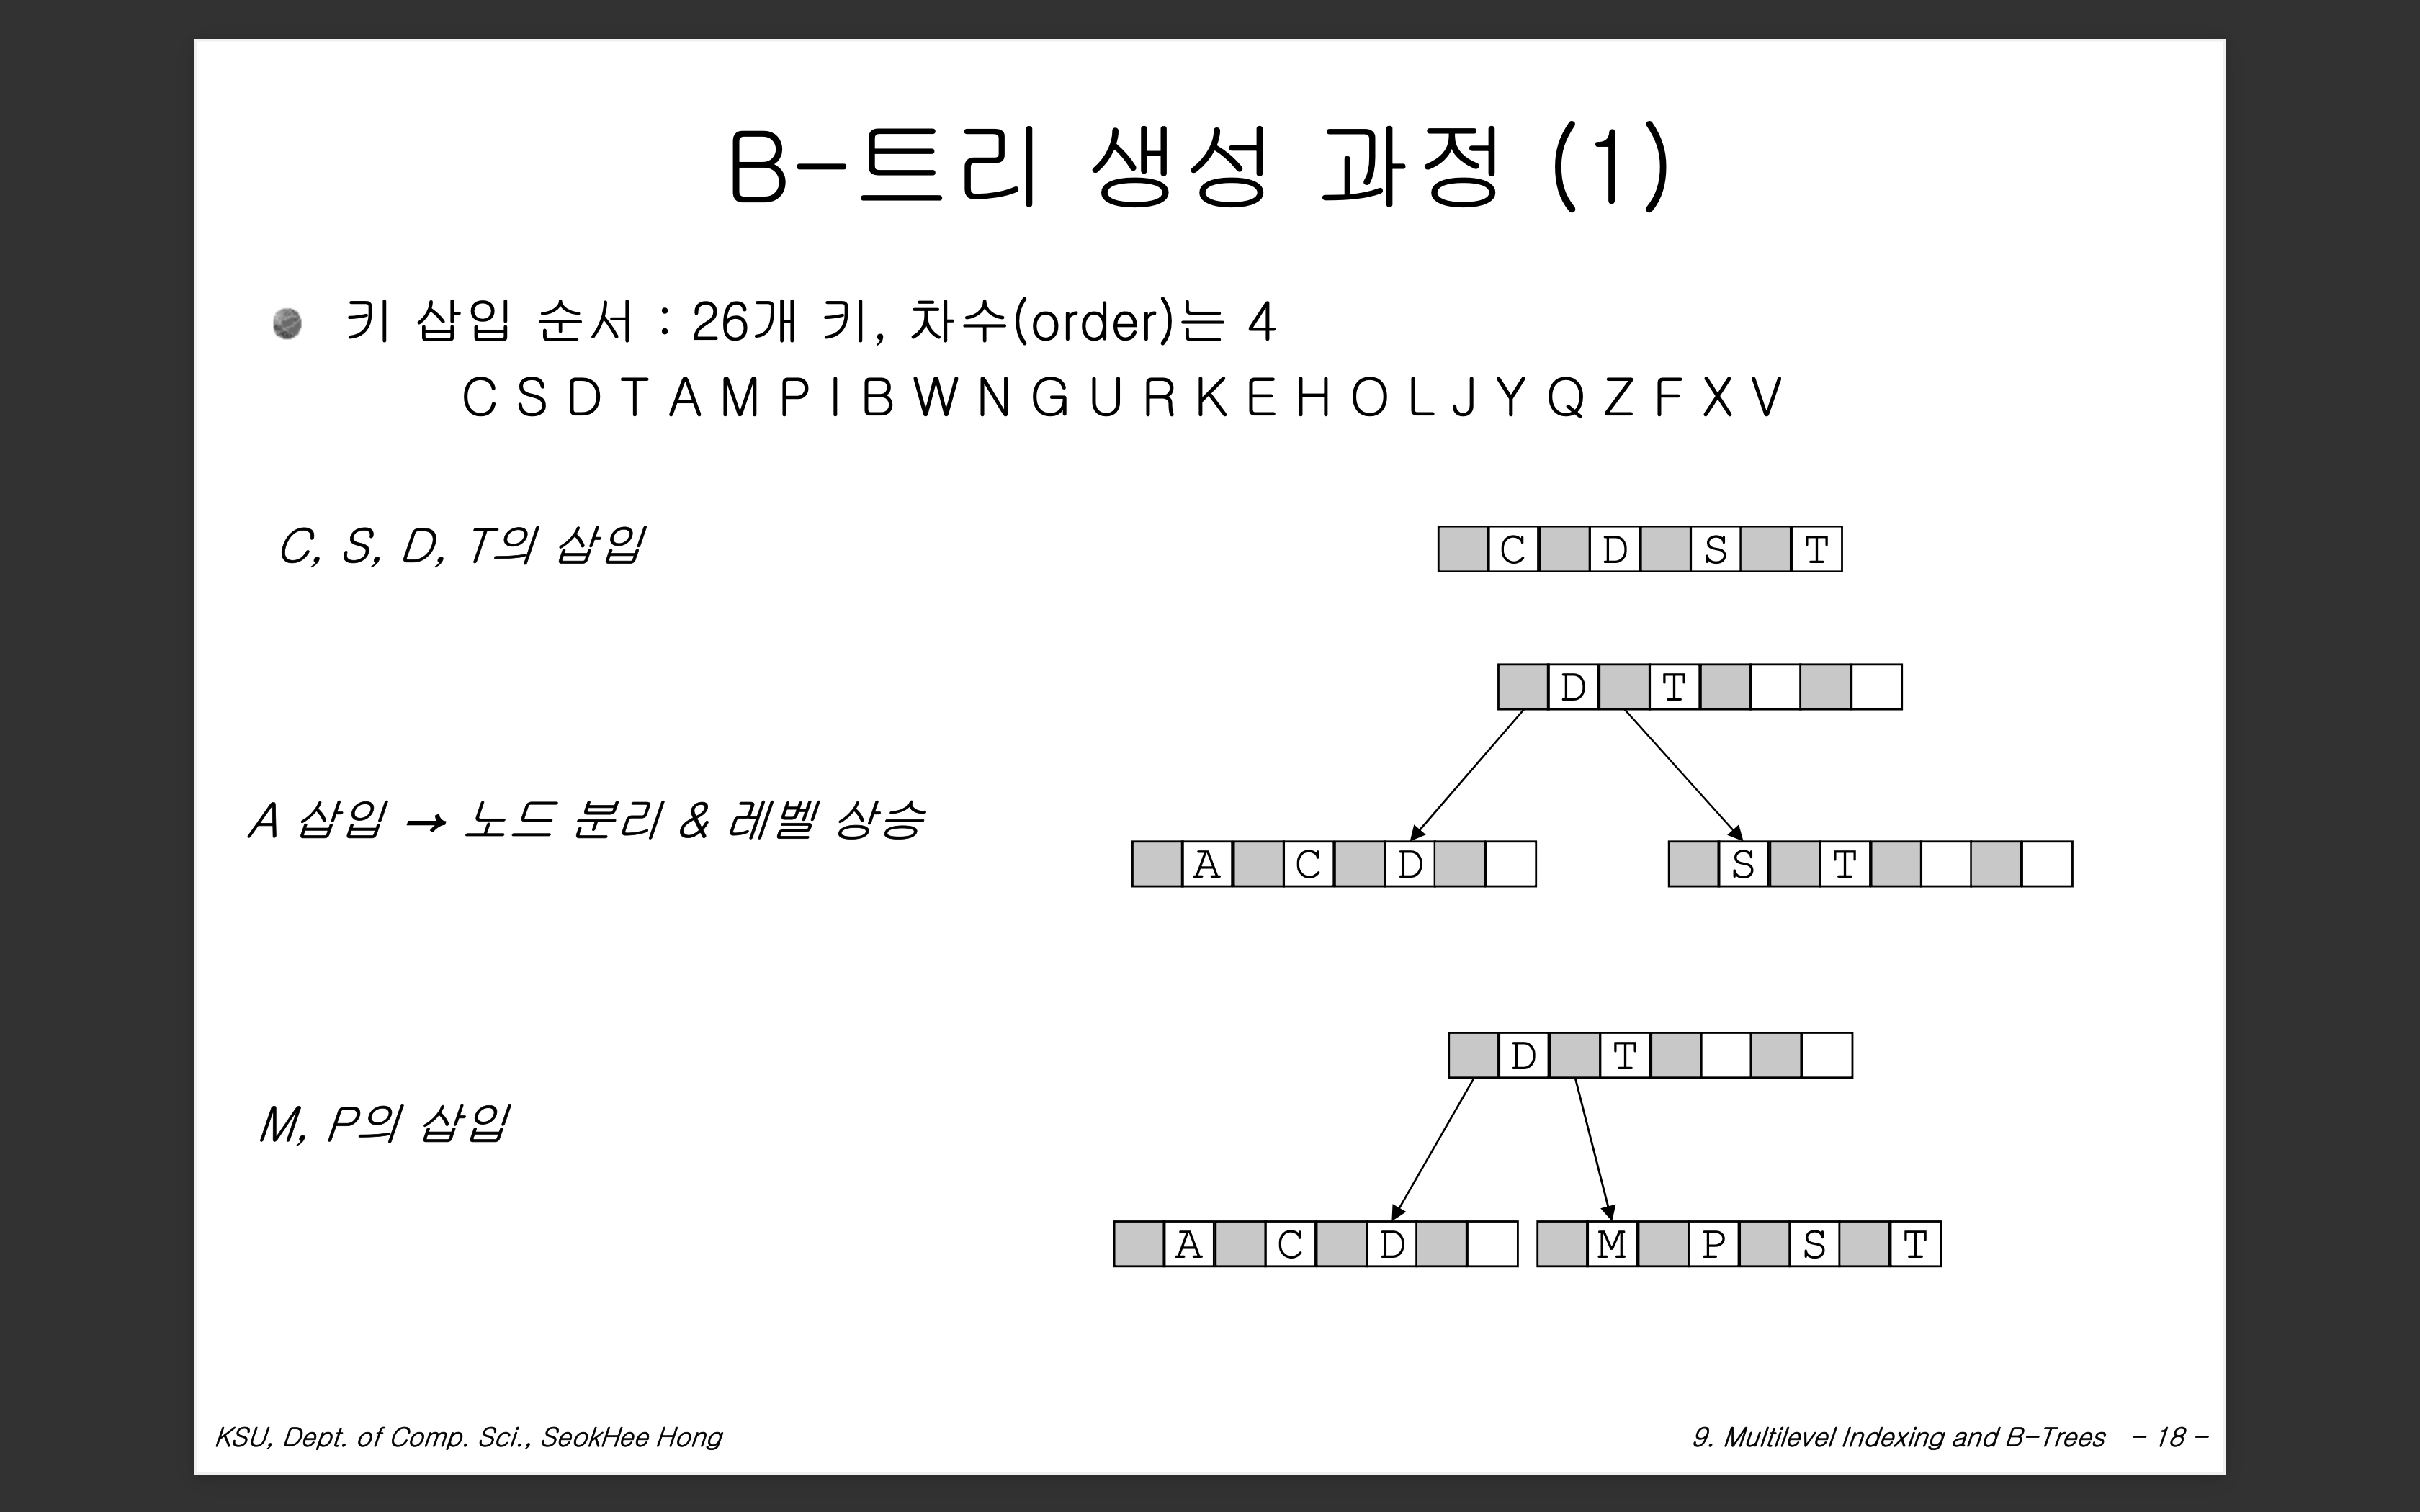 B-트리 생성 과정 (1)
키 삽입 순서 : 26개 키, 차수(order)는 4
C S D T A M P I B W N G U R K E H O L J Y Q Z F X V
C, S, D, T의 삽입
C D S T
D T
A 삽입 → 노드 분리 & 레벨 상승
A C D
S T
D T
M, P의 삽입
A C D
M P S T
KSU, Dept. of Comp. Sci., SeokHee Hong
9. Multilevel Indexing and B-Trees - 18 -